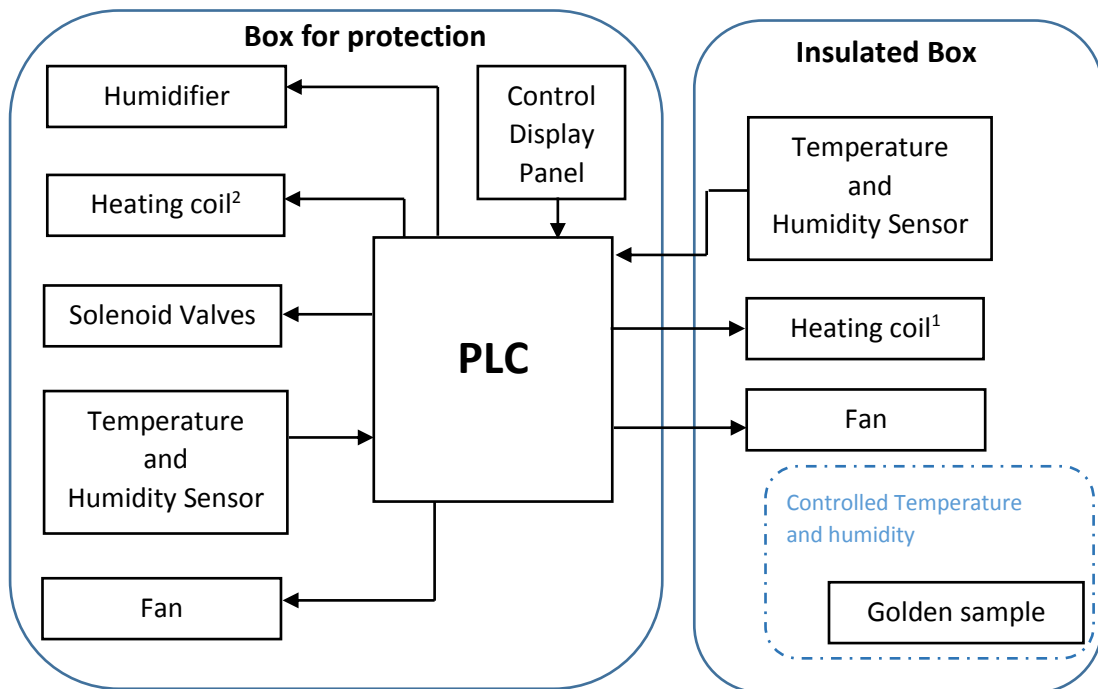 Box for protection
Humidifier
Control
Display
Panel
Heating coil²
Solenoid Valves
PLC
Temperature
and
Humidity Sensor
Fan
Insulated Box
Temperature
and
Humidity Sensor
Heating coil¹
Fan
Controlled Temperature
and humidity
Golden sample